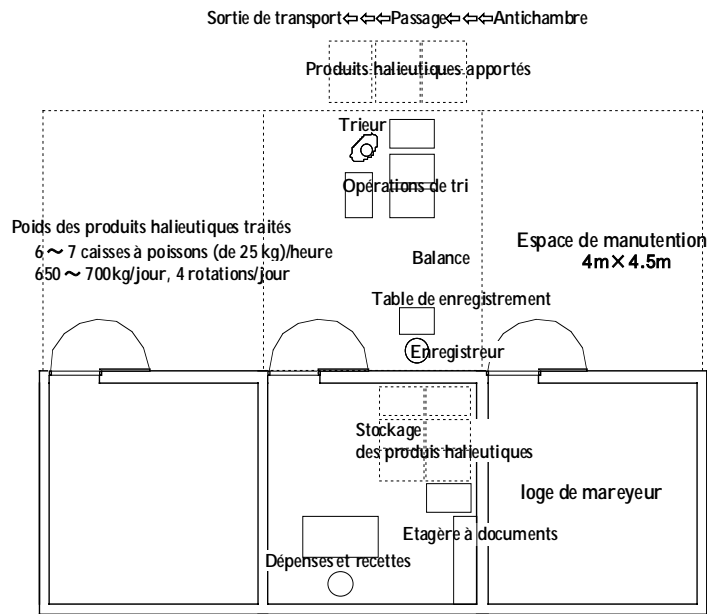 Sortie de transport⇦⇦⇦Passage⇦⇦⇦Antichambre
Produits halieutiques apportés
Trieur
Opérations de tri
Poids des produits halieutiques traités
6～7 caisses à poissons (de 25 kg)/heure
650～700kg/jour, 4 rotations/jour
Espace de manutention
4m×4.5m
Balance
Table de enregistrement
Enregistreur
Stockage
des produis halieutiques
loge de mareyeur
Etagère à documents
Dépenses et recettes